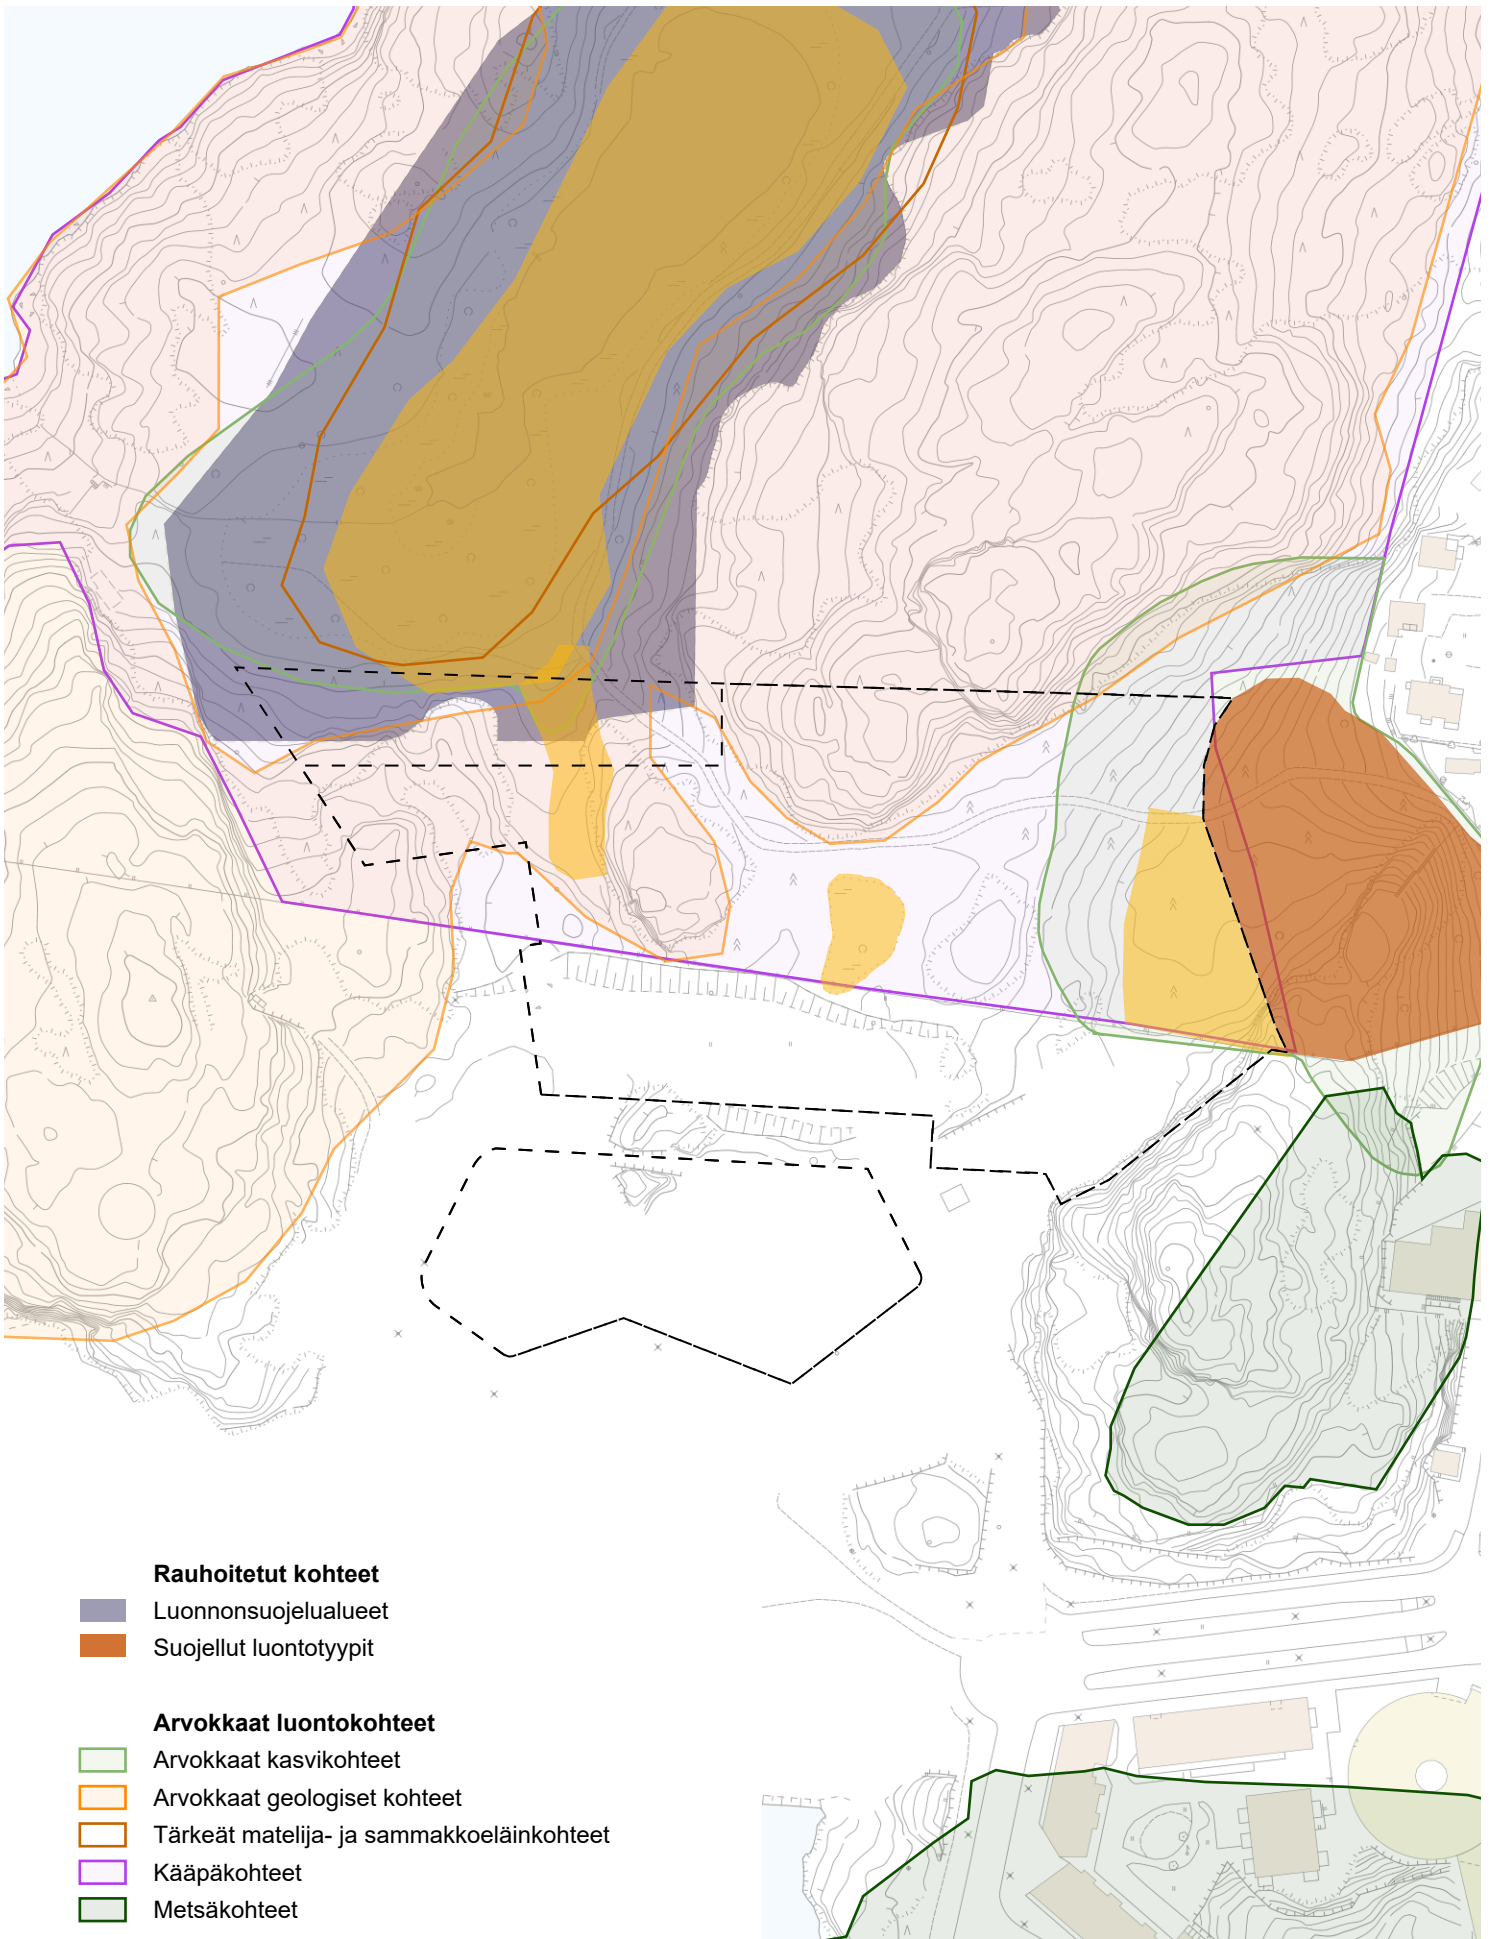 Rauhoitetut kohteet
Luonnonsuojelualueet
Suojellut luontotyypit
Arvokkaat luontokohteet
Arvokkaat kasvikohteet
Arvokkaat geologiset kohteet
Tärkeät matelija- ja sammakkoeläinkohteet
Kääpäkohteet
Metsäkohteet